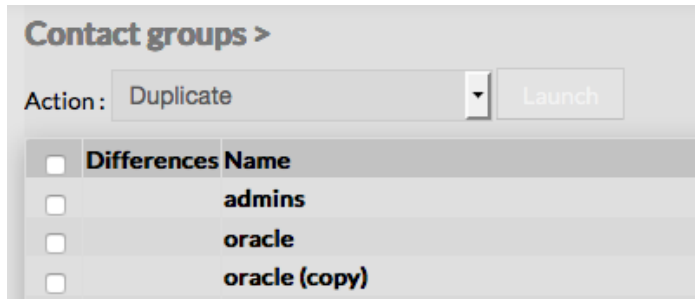 Contact groups >
Action : Duplicate Launch
Differences Name
admins
oracle
oracle (copy)